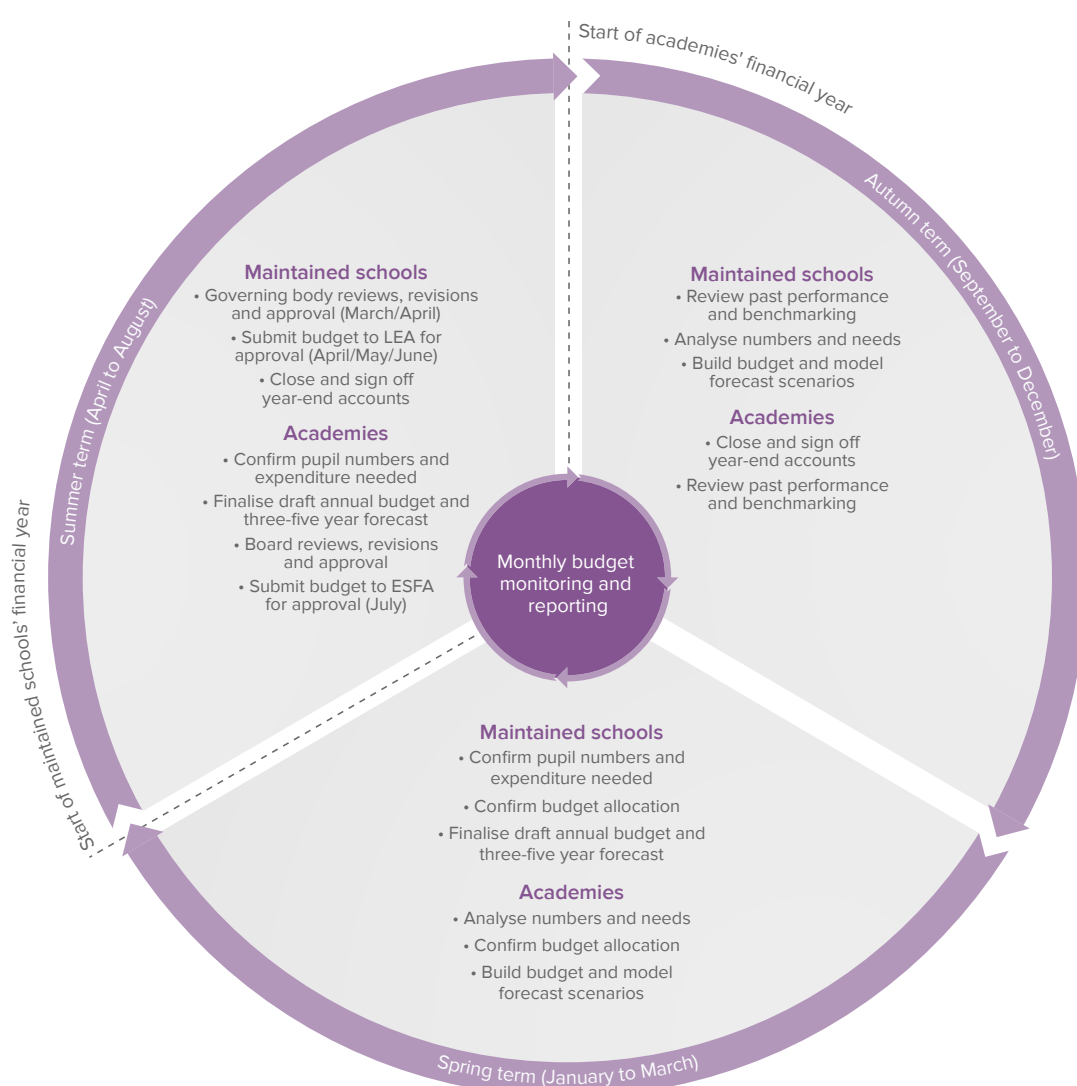 Start of academies' financial year
Autumn term (September to December)
Maintained schools
• Review past performance
and benchmarking
• Analyse numbers and needs
• Build budget and model
forecast scenarios
Academies
• Close and sign off
year-end accounts
• Review past performance
and benchmarking
Spring term (January to March)
Maintained schools
• Confirm pupil numbers and
expenditure needed
• Confirm budget allocation
• Finalise draft annual budget and
three-five year forecast
Academies
• Analyse numbers and needs
• Confirm budget allocation
• Build budget and model
forecast scenarios
Start of maintained schools' financial year
Summer term (April to August)
Maintained schools
• Governing body reviews, revisions
and approval (March/April)
• Submit budget to LEA for
approval (April/May/June)
• Close and sign off
year-end accounts
Academies
• Confirm pupil numbers and
expenditure needed
• Finalise draft annual budget and
three-five year forecast
• Board reviews, revisions
and approval
• Submit budget to ESFA
for approval (July)
Monthly budget
monitoring and
reporting